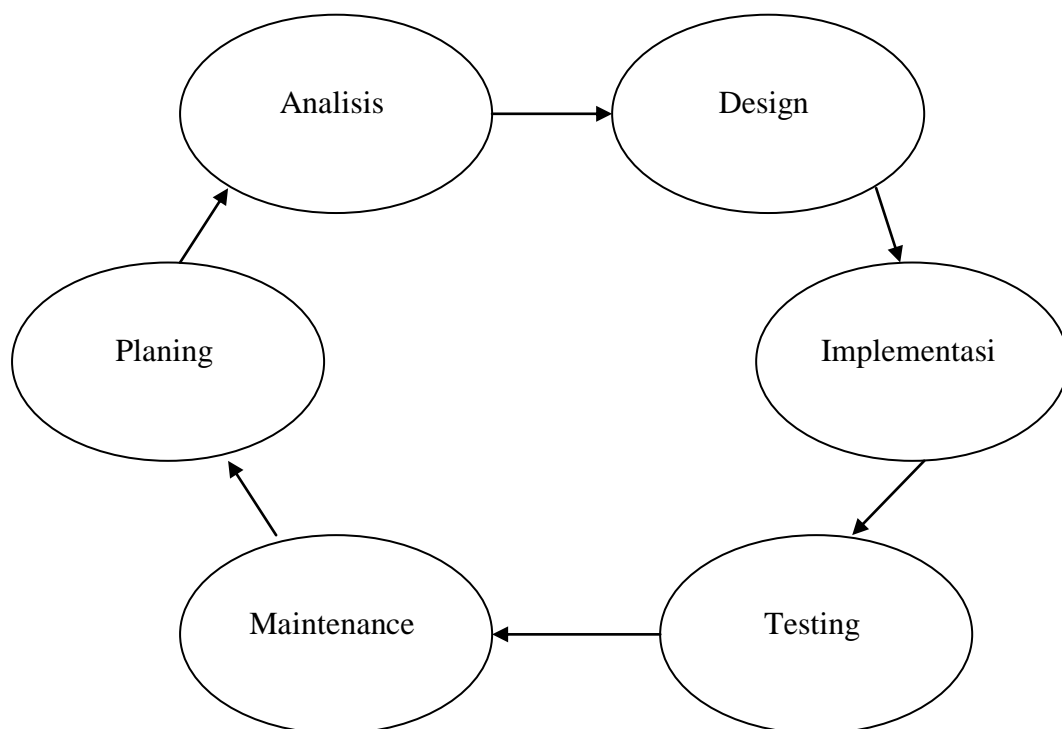 Analisis
Design
Planing
Implementasi
Maintenance
Testing